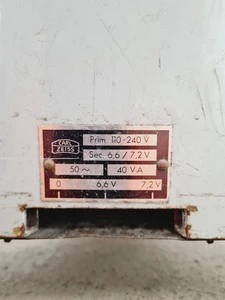 CARL
ZEISS
Prim. 110-240 V
Sec. 6,6 / 7,2 V
50 ~ 40 VA
0 6,6 V 7,2 V